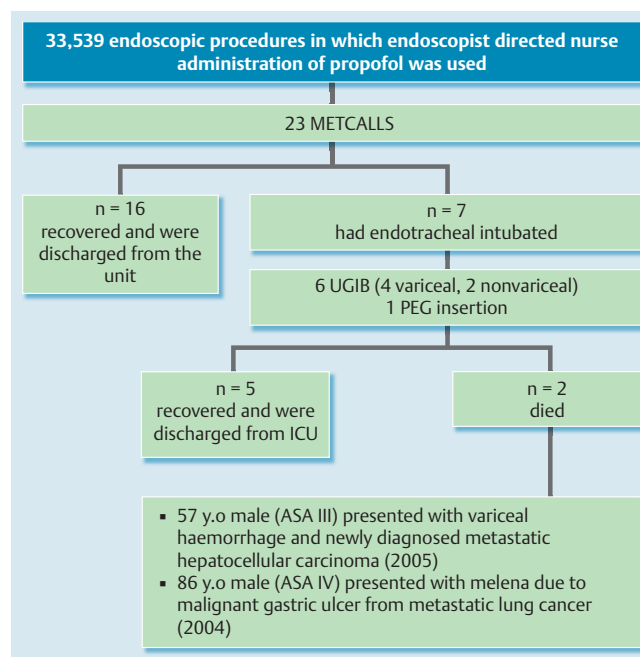 33,539 endoscopic procedures in which endoscopist directed nurse
administration of propofol was used
23 METCALLS
n = 16
recovered and were
discharged from the
unit
n = 7
had endotracheal intubated
6 UGIB (4 variceal, 2 nonvariceal)
1 PEG insertion
n = 5
recovered and were
discharged from ICU
n = 2
died
▪ 57 y.o male (ASA III) presented with variceal
haemorrhage and newly diagnosed metastatic
hepatocellular carcinoma (2005)
▪ 86 y.o male (ASA IV) presented with melena due to
malignant gastric ulcer from metastatic lung cancer
(2004)